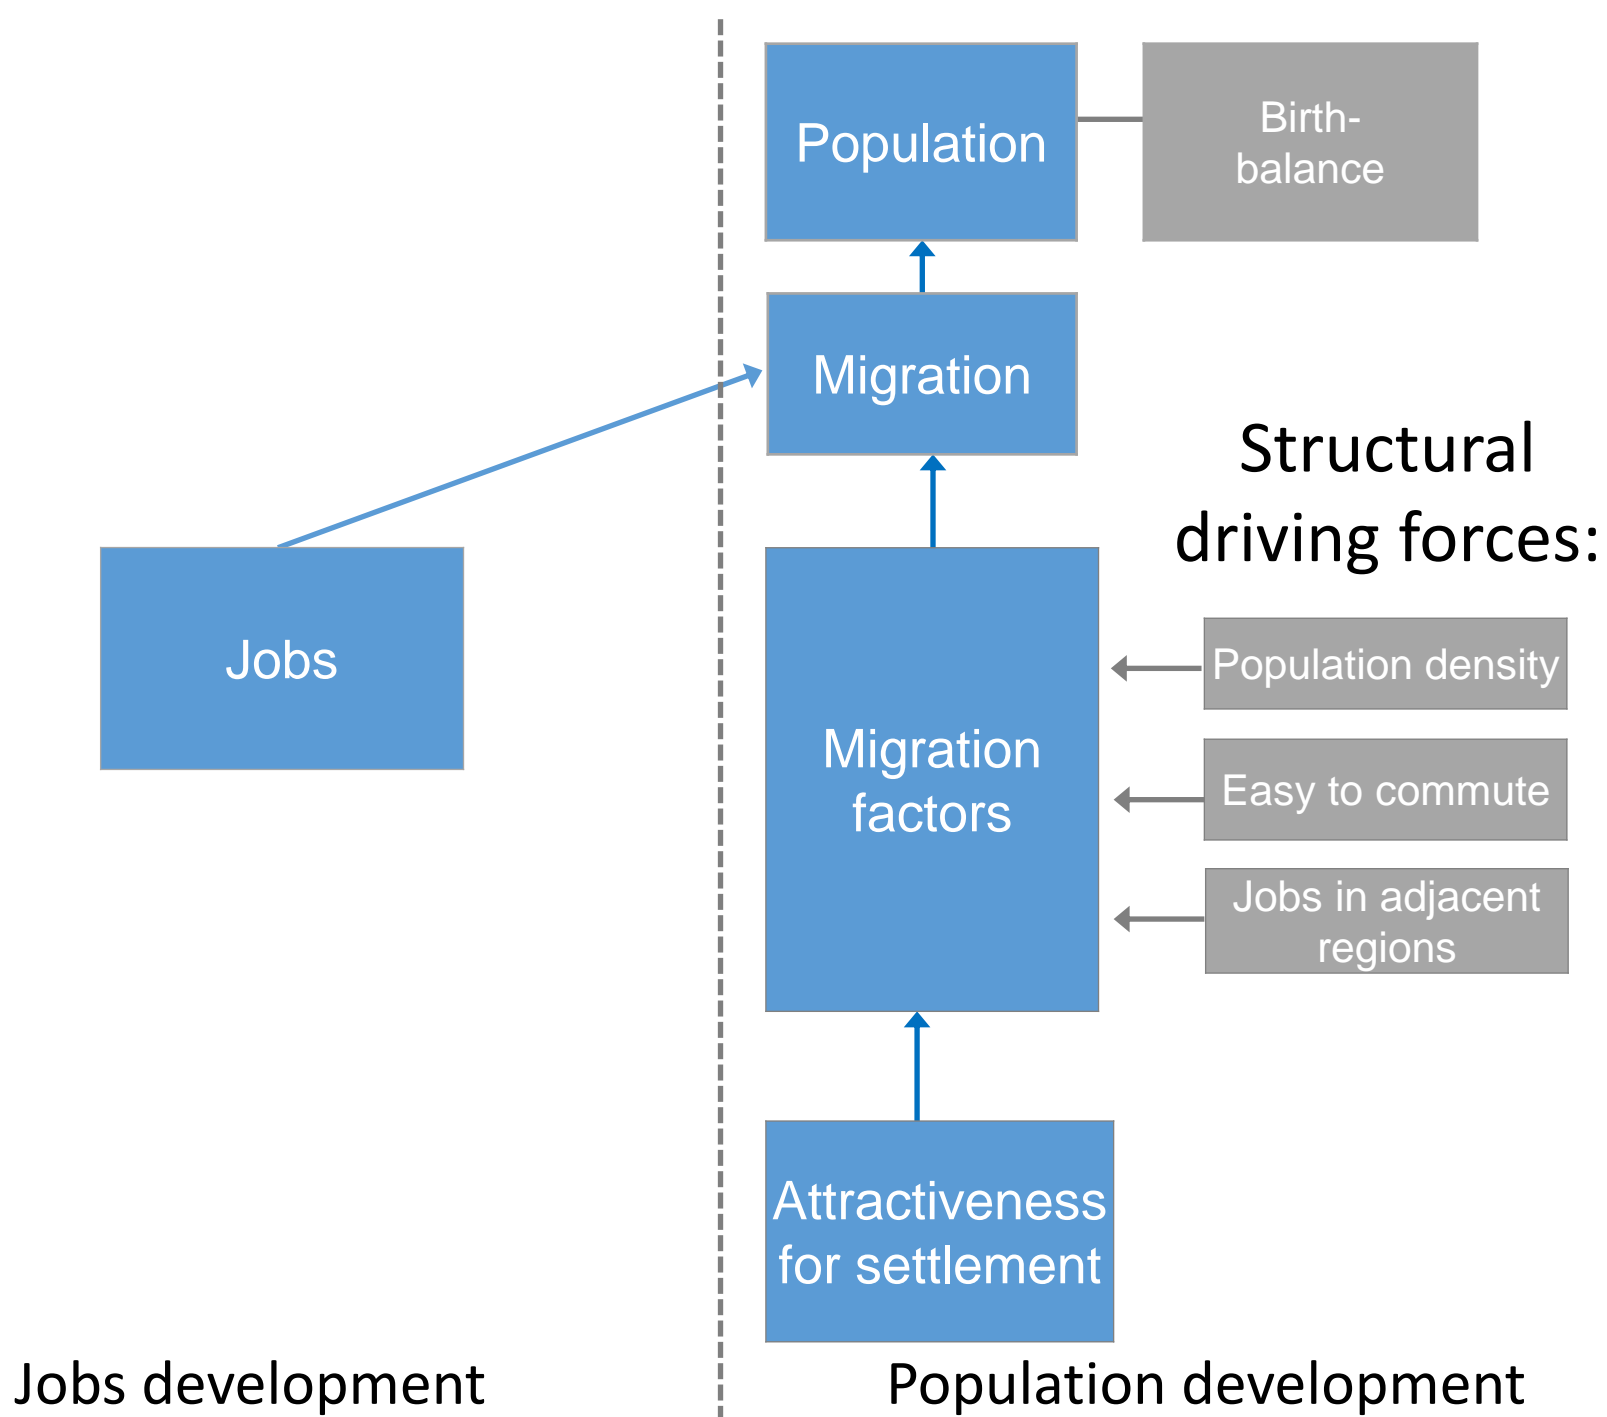 Population
Birth-
balance
Migration
Structural
driving forces:
Jobs
Population density
Migration
factors
Easy to commute
Jobs in adjacent
regions
Attractiveness
for settlement
Jobs development
Population development